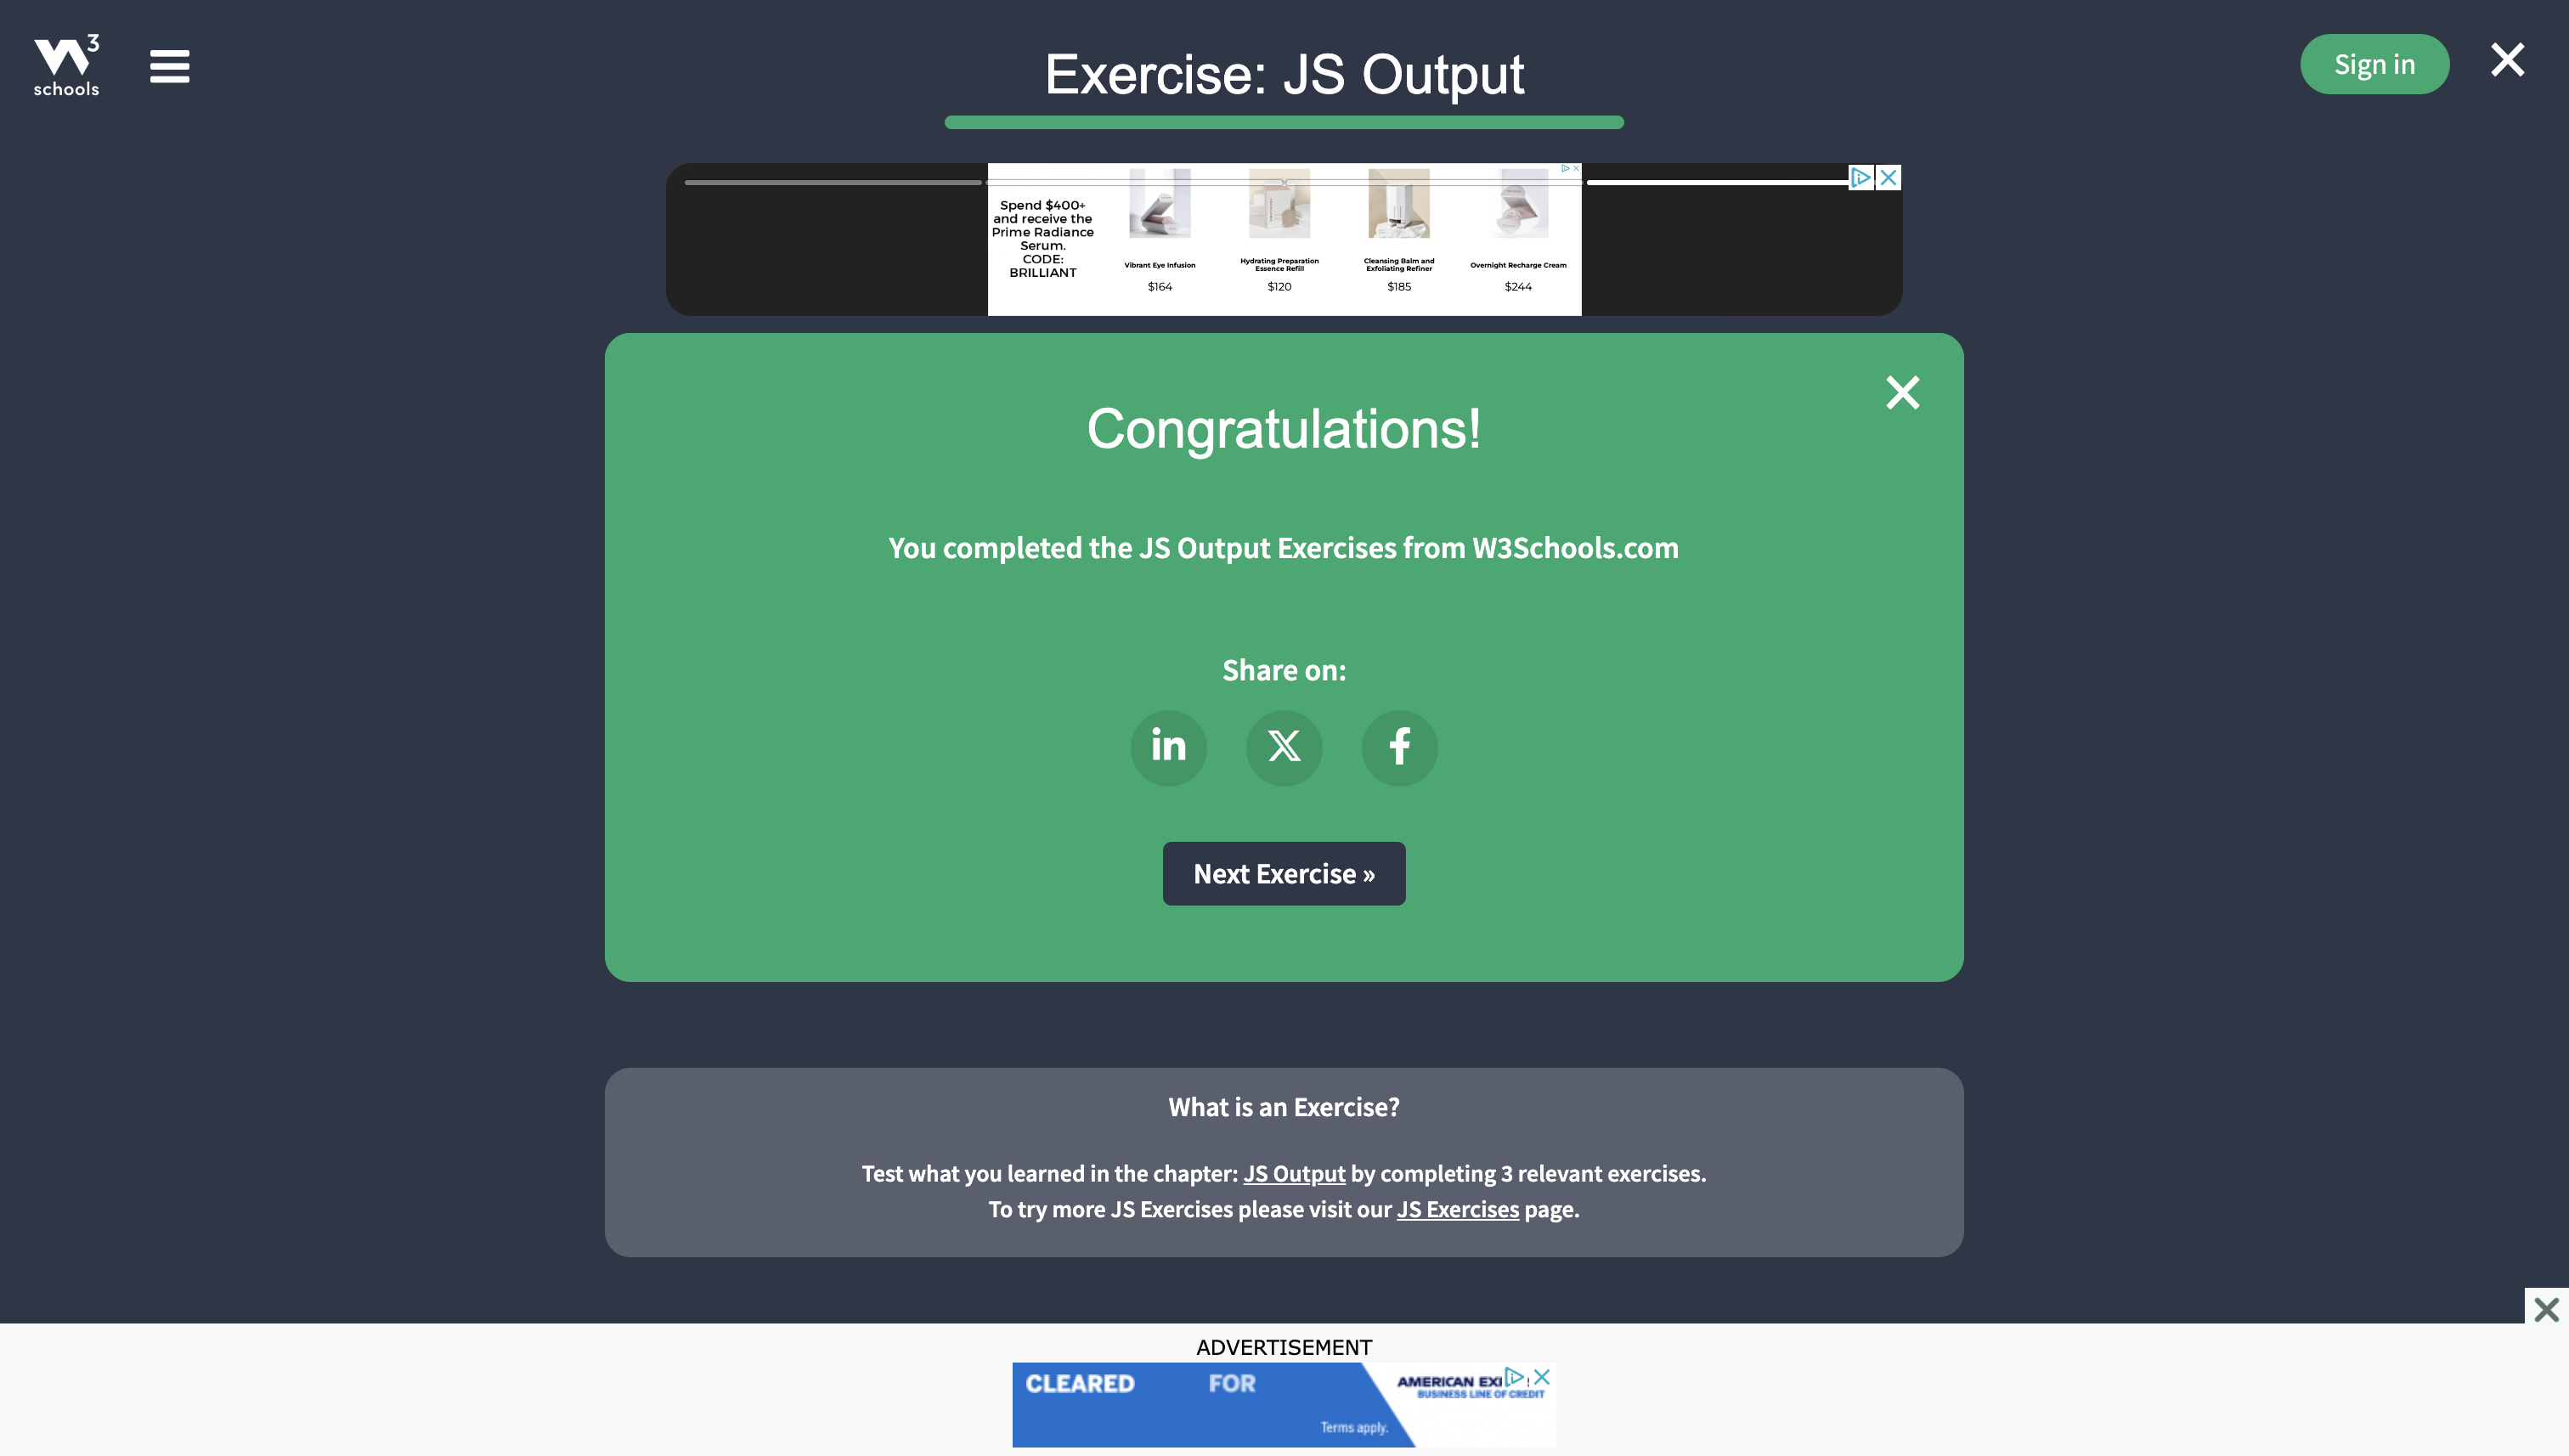 W3
schools
Exercise: JS Output
Sign in
Spend $400+
and receive the
Prime Radiance
Serum.
CODE:
BRILLIANT
Vibrant Eye Infusion
$164
Hydrating Preparation
Essence Refill
$120
Cleansing Balm and
Exfoliating Refiner
$185
Overnight Recharge Cream
$244
Congratulations!
You completed the JS Output Exercises from W3Schools.com
Share on:
in
X
f
Next Exercise »
What is an Exercise?
Test what you learned in the chapter: JS Output by completing 3 relevant exercises.
To try more JS Exercises please visit our JS Exercises page.
ADVERTISEMENT
CLEARED FOR
AMERICAN
BUSINESS LINE OF CREDIT
Terms apply.